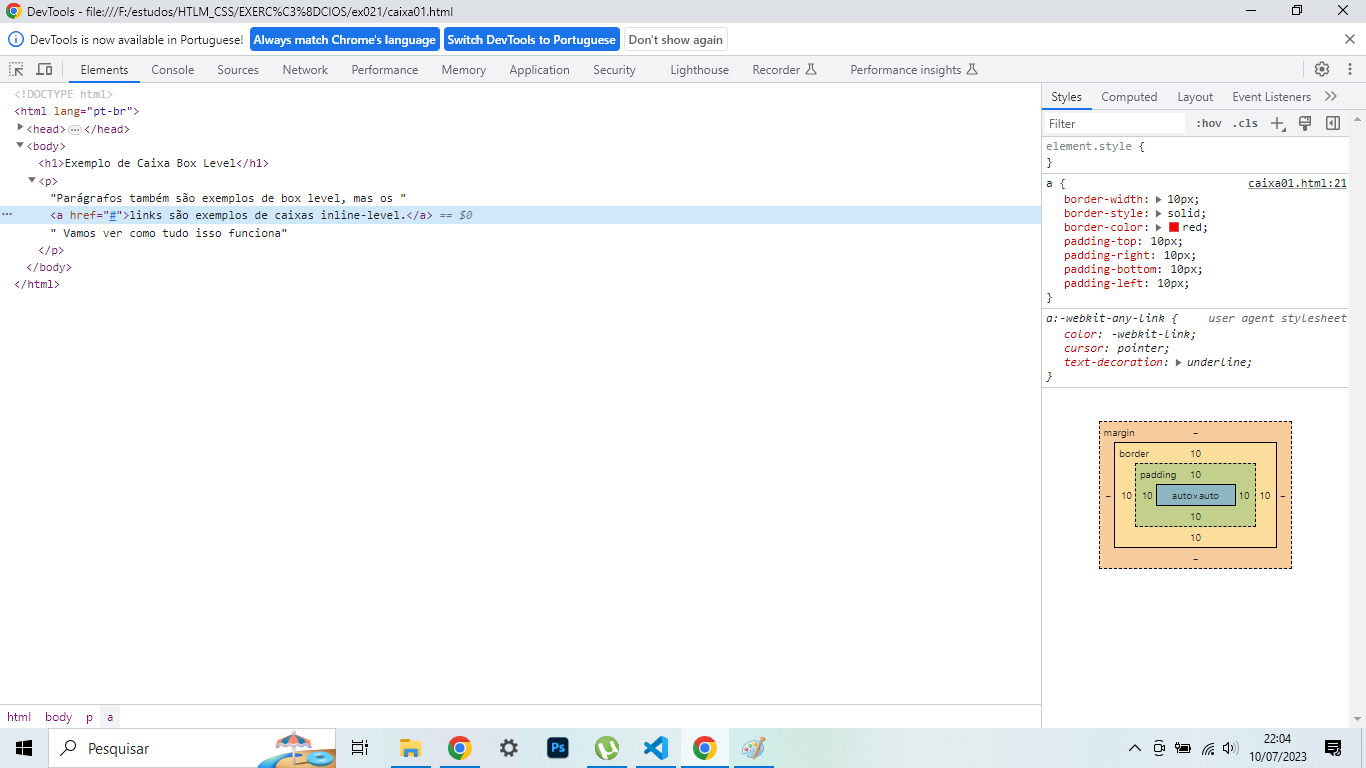 DevTools - file:///F:/estudos/HTLM_CSS/EXERC%C3%8DCIOS/ex021/caixa01.html
DevTools is now available in Portuguese! Always match Chrome's language Switch DevTools to Portuguese Don't show again
Elements Console Sources Network Performance Memory Application Security Lighthouse Recorder Performance insights
<!DOCTYPE html>
<html lang="pt-br">
<head> ... </head>
<body>
<h1>Exemplo de Caixa Box Level</h1>
<p>
"Parágrafos também são exemplos de box level, mas os "
<a href="#">links são exemplos de caixas inline-level.</a> == $0
" Vamos ver como tudo isso funciona"
</p>
</body>
</html>
html body p a
Styles Computed Layout Event Listeners
Filter :hov .cls
element.style {
}
a { caixa01.html:21
border-width: 10px;
border-style: solid;
border-color: red;
padding-top: 10px;
padding-right: 10px;
padding-bottom: 10px;
padding-left: 10px;
}
a:-webkit-any-link { user agent stylesheet
color: -webkit-link;
cursor: pointer;
text-decoration: underline;
}
margin –
border 10
padding 10
– 10 10 auto×auto 10 10 –
10
10
–
Pesquisar
Ps
22:04
10/07/2023